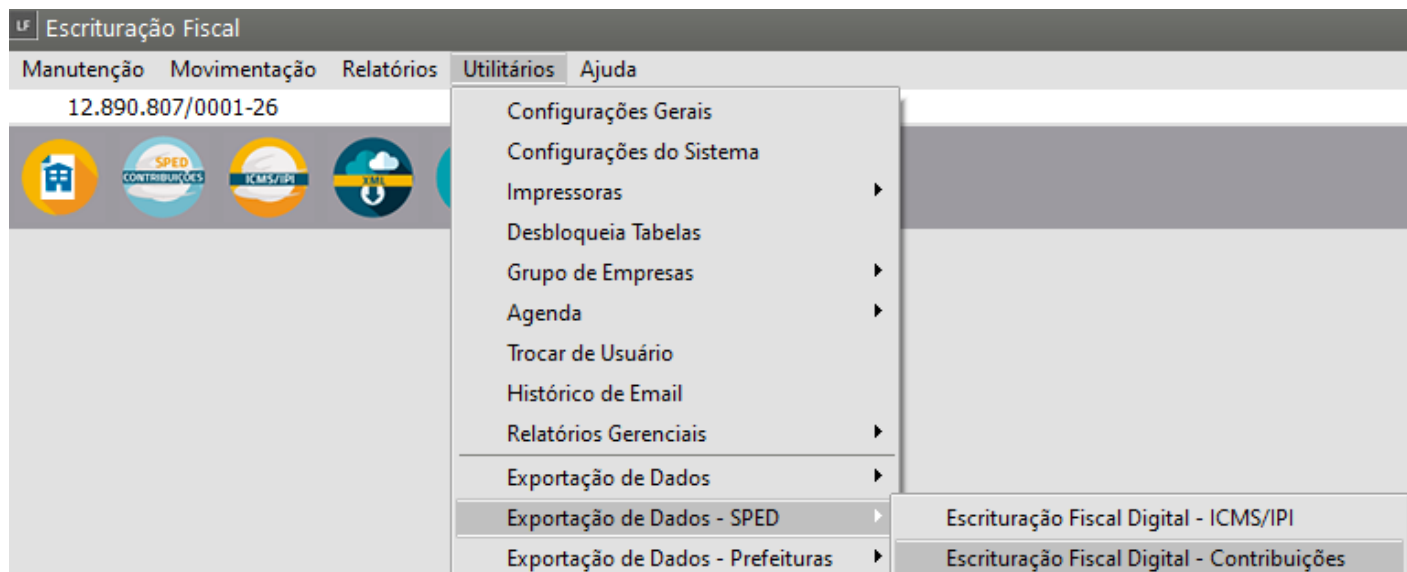 LF Escrituração Fiscal
Manutenção Movimentação Relatórios Utilitários Ajuda
12.890.807/0001-26
SPED
CONTRIBUIÇÕES
ICMS/IPI
XML
Configurações Gerais
Configurações do Sistema
Impressoras
Desbloqueia Tabelas
Grupo de Empresas
Agenda
Trocar de Usuário
Histórico de Email
Relatórios Gerenciais
Exportação de Dados
Exportação de Dados - SPED
Escrituração Fiscal Digital - ICMS/IPI
Exportação de Dados - Prefeituras
Escrituração Fiscal Digital - Contribuições